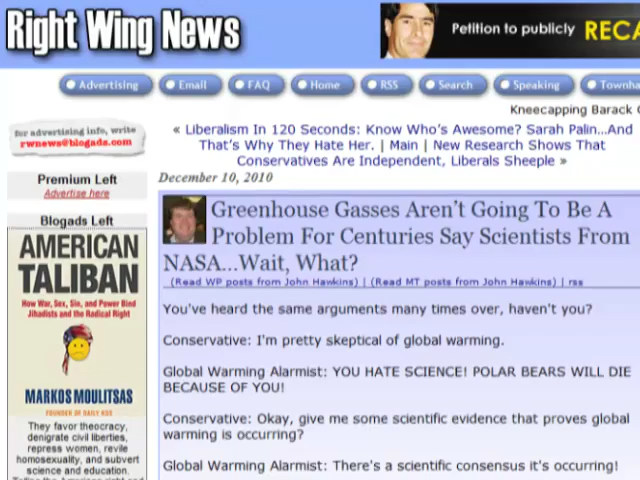 Right Wing News
Petition to publicly RECA
Advertising
Email
FAQ
Home
RSS
Search
Speaking
Townha
Kneecapping Barack
« Liberalism In 120 Seconds: Know Who's Awesome? Sarah Palin...And
That's Why They Hate Her. | Main | New Research Shows That
Conservatives Are Independent, Liberals Sheeple »
for advertising info, write
rwnews@blogads.com
Premium Left
Advertise here
Blogads Left
AMERICAN
TALIBAN
How War, Sex, Sin, and Power Bind
Jihadists and the Radical Right
MARKOS MOULITSAS
FOUNDER OF DAILY KOS
They favor theocracy,
denigrate civil liberties,
repress women, revile
homosexuality, and subvert
science and education.
December 10, 2010
Greenhouse Gasses Aren't Going To Be A
Problem For Centuries Say Scientists From
NASA...Wait, What?
(Read WP posts from John Hawkins) | (Read MT posts from John Hawkins) | rss
You've heard the same arguments many times over, haven't you?
Conservative: I'm pretty skeptical of global warming.
Global Warming Alarmist: YOU HATE SCIENCE! POLAR BEARS WILL DIE
BECAUSE OF YOU!
Conservative: Okay, give me some scientific evidence that proves global
warming is occurring?
Global Warming Alarmist: There's a scientific consensus it's occurring!